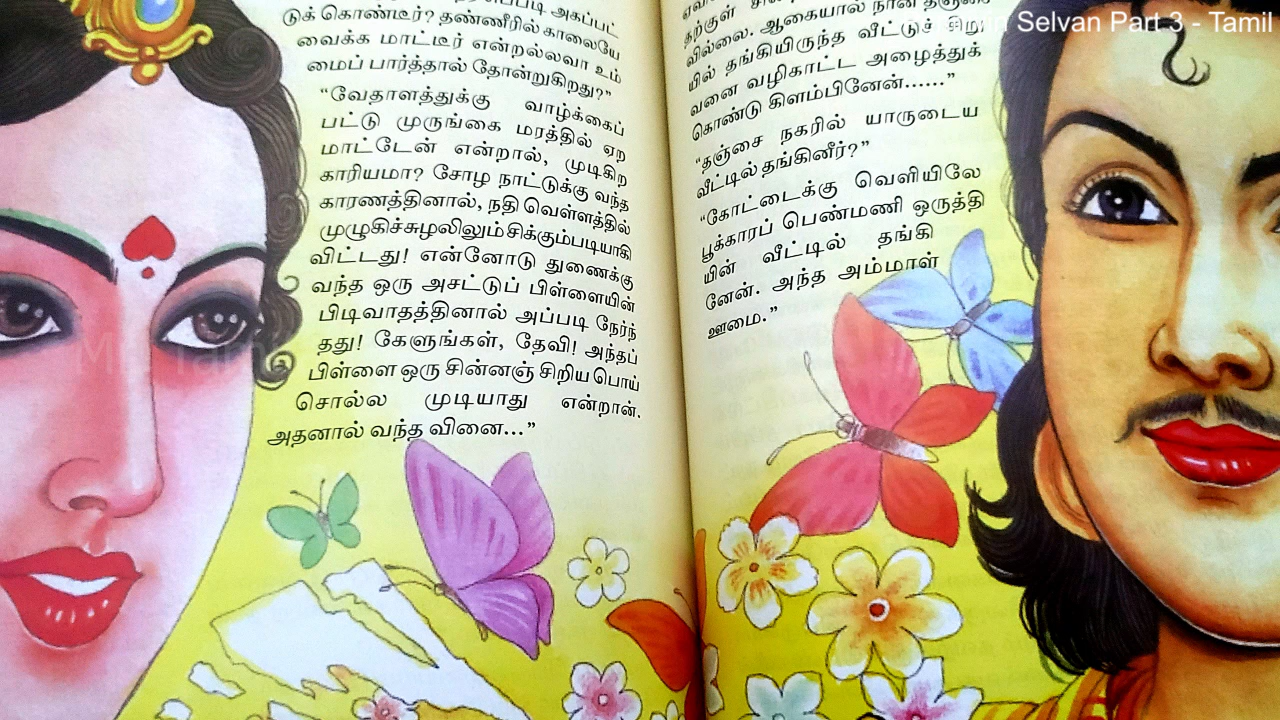 அகப்பட்
டுக் கொண்டீர்? தண்ணீரில் காலையே
வைக்க மாட்டீர் என்றல்லவா உம்
மைப் பார்த்தால் தோன்றுகிறது?”
“வேதாளத்துக்கு வாழ்க்கைப்
பட்டு முருங்கை மரத்தில் ஏற
மாட்டேன் என்றால், முடிகிற
காரியமா? சோழ நாட்டுக்கு வந்த
காரணத்தினால், நதி வெள்ளத்தில்
முழுகிச்சுழலிலும்சிக்கும்படியாகி
விட்டது! என்னோடு துணைக்கு
வந்த ஒரு அசட்டுப் பிள்ளையின்
பிடிவாதத்தினால் அப்படி நேர்ந்
தது! கேளுங்கள், தேவி! அந்தப்
பிள்ளை ஒரு சின்னஞ் சிறிய பொய்
சொல்ல முடியாது என்றான்.
அதனால் வந்த வினை...”
தற்குள்
வில்லை. ஆகையால் நான் தஞ்சை
யில் தங்கியிருந்த வீட்டுச் சிறு
வனை வழிகாட்ட அழைத்துக்
கொண்டு கிளம்பினேன்......”
“தஞ்சை நகரில் யாருடைய
வீட்டில் தங்கினீர்?”
“கோட்டைக்கு வெளியிலே
பூக்காரப் பெண்மணி ஒருத்தி
யின் வீட்டில் தங்கி
னேன். அந்த அம்மாள்
ஊமை.”
Selvan Part 3 - Tamil